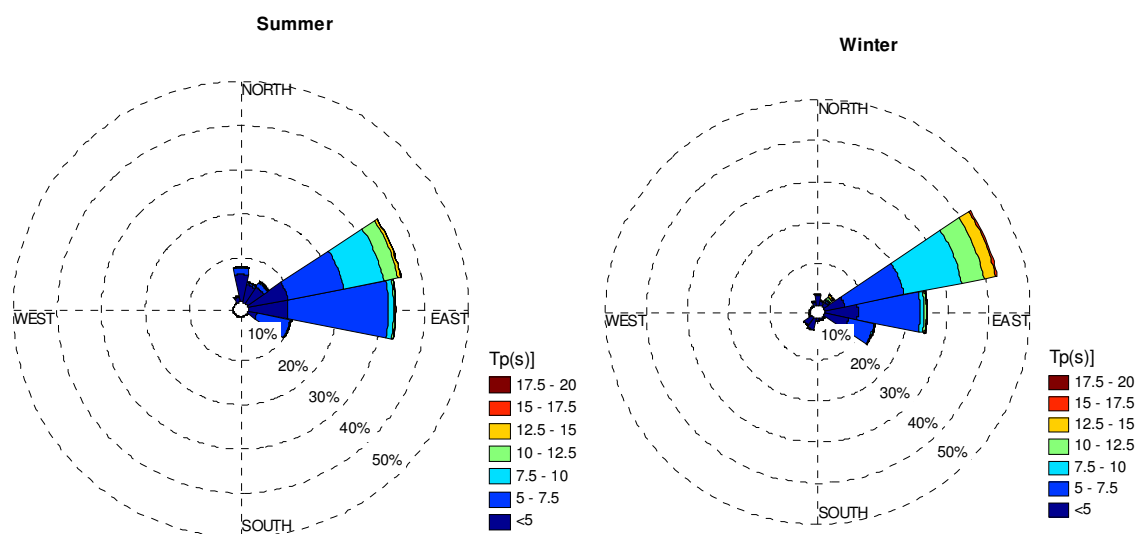 Summer
NORTH
WEST
EAST
SOUTH
10%
20%
30%
40%
50%
Tp(s)]
17.5 - 20
15 - 17.5
12.5 - 15
10 - 12.5
7.5 - 10
5 - 7.5
<5
Winter
NORTH
WEST
EAST
SOUTH
10%
20%
30%
40%
50%
Tp(s)]
17.5 - 20
15 - 17.5
12.5 - 15
10 - 12.5
7.5 - 10
5 - 7.5
<5